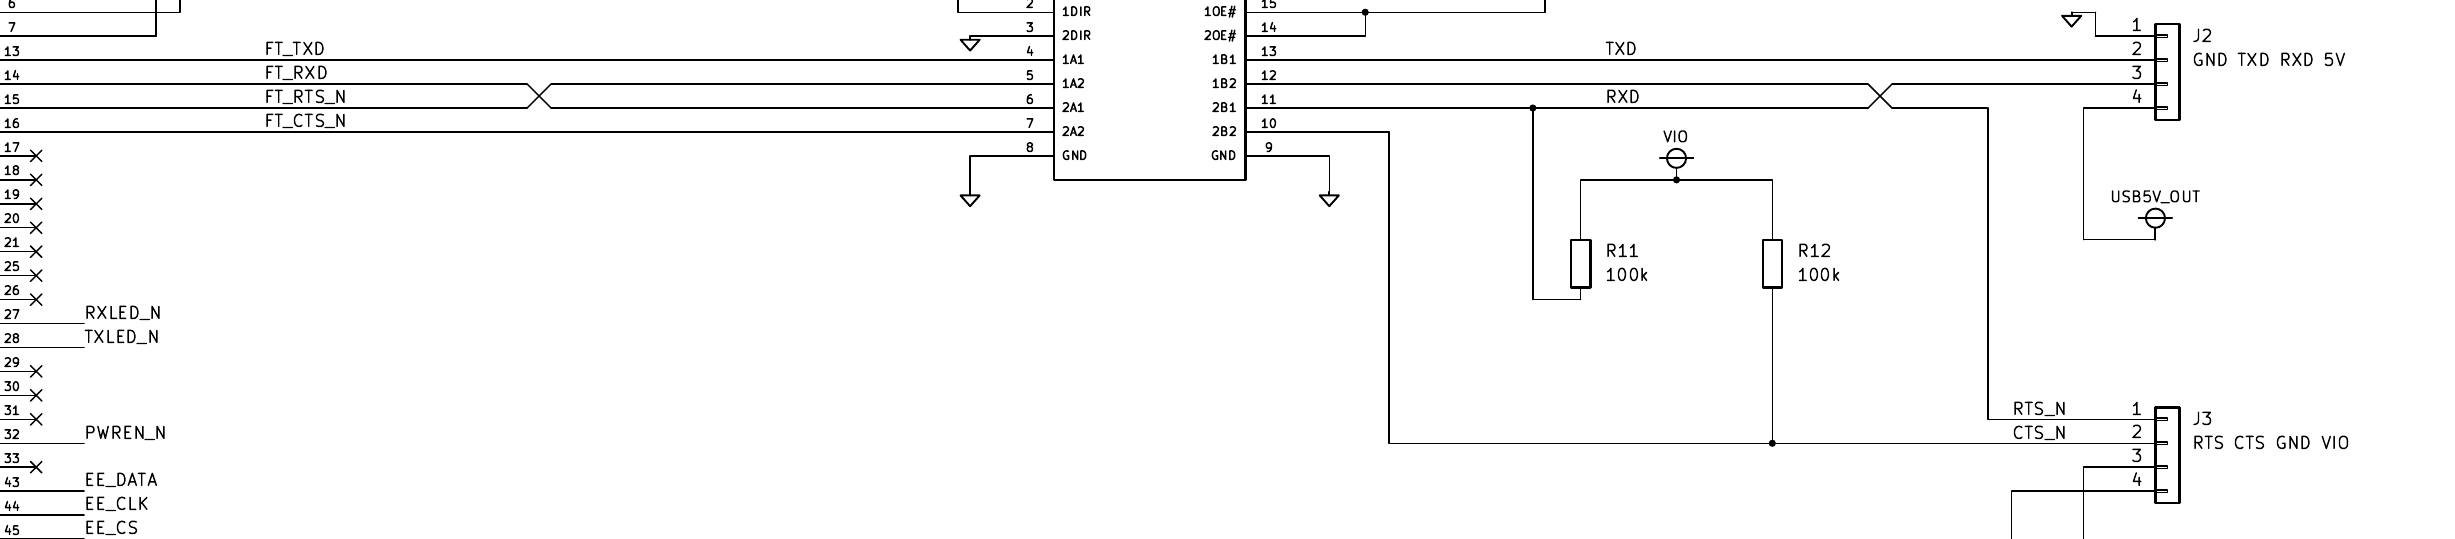 6
7
13 FT_TXD
14 FT_RXD
15 FT_RTS_N
16 FT_CTS_N
17
18
19
20
21
25
26
27 RXLED_N
28 TXLED_N
29
30
31
32 PWREN_N
33
43 EE_DATA
44 EE_CLK
45 EE_CS
2 1DIR 1OE# 15
3 2DIR 2OE# 14
4 1A1 1B1 13
5 1A2 1B2 12
6 2A1 2B1 11
7 2A2 2B2 10
8 GND GND 9
TXD
RXD
VIO
R11
100k
R12
100k
1 J2
2 GND TXD RXD 5V
3
4
USB5V_OUT
RTS_N 1 J3
CTS_N 2 RTS CTS GND VIO
3
4